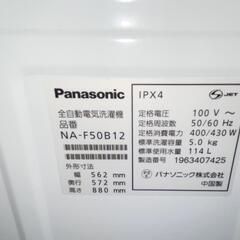 Panasonic
IPX4
JET
全自動電気洗濯機
品番
NA-F50B12
外形寸法
幅 562 mm
奥行 572 mm
高さ 880 mm
定格電圧 100 V～
定格周波数 50/60 Hz
定格消費電力 400/430 W
標準洗濯容量 5.0 kg
標準使用水量 114 L
製造番号 1963407425
パナソニック株式会社
中国製